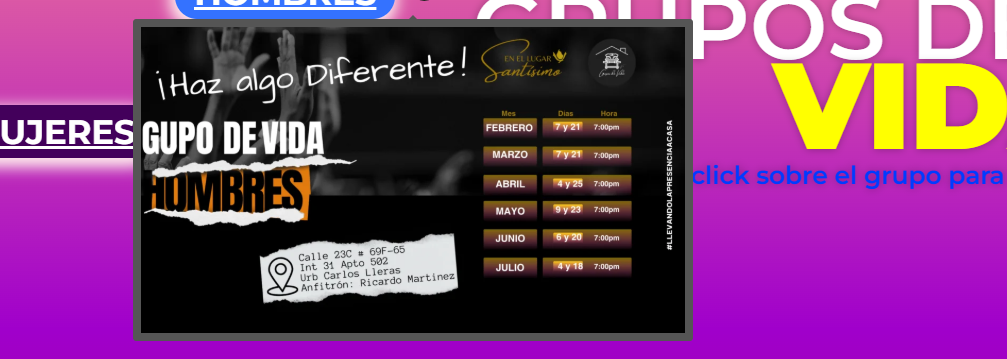 HOMBRES
GRUPOS DE
VIDA
UJERES
click sobre el grupo para
¡Haz algo Diferente!
EN EL LUGAR
Santísimo
GUPO DE VIDA
HOMBRES
Calle 23C # 69F-65
Int 31 Apto 502
Urb Carlos Lleras
Anfitrón: Ricardo Martinez
Mes Dias Hora
FEBRERO 7 y 21 7:00pm
MARZO 7 y 21 7:00pm
ABRIL 4 y 25 7:00pm
MAYO 9 y 23 7:00pm
JUNIO 6 y 20 7:00pm
JULIO 4 y 18 7:00pm
#LLEVANDOLAPRESENCIAACASA